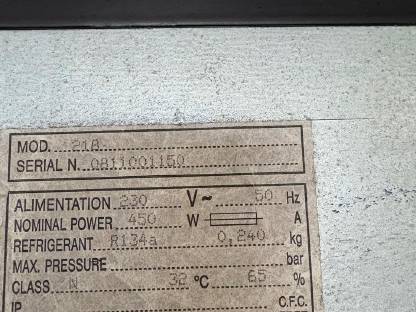 MOD. 21A
SERIAL N. 0811001150
ALIMENTATION 230 V~ 50 Hz
NOMINAL POWER 450 W A
REFRIGERANT R134a 0,240 kg
MAX. PRESSURE bar
CLASS N 32 °C 65 %
IP C.F.C.